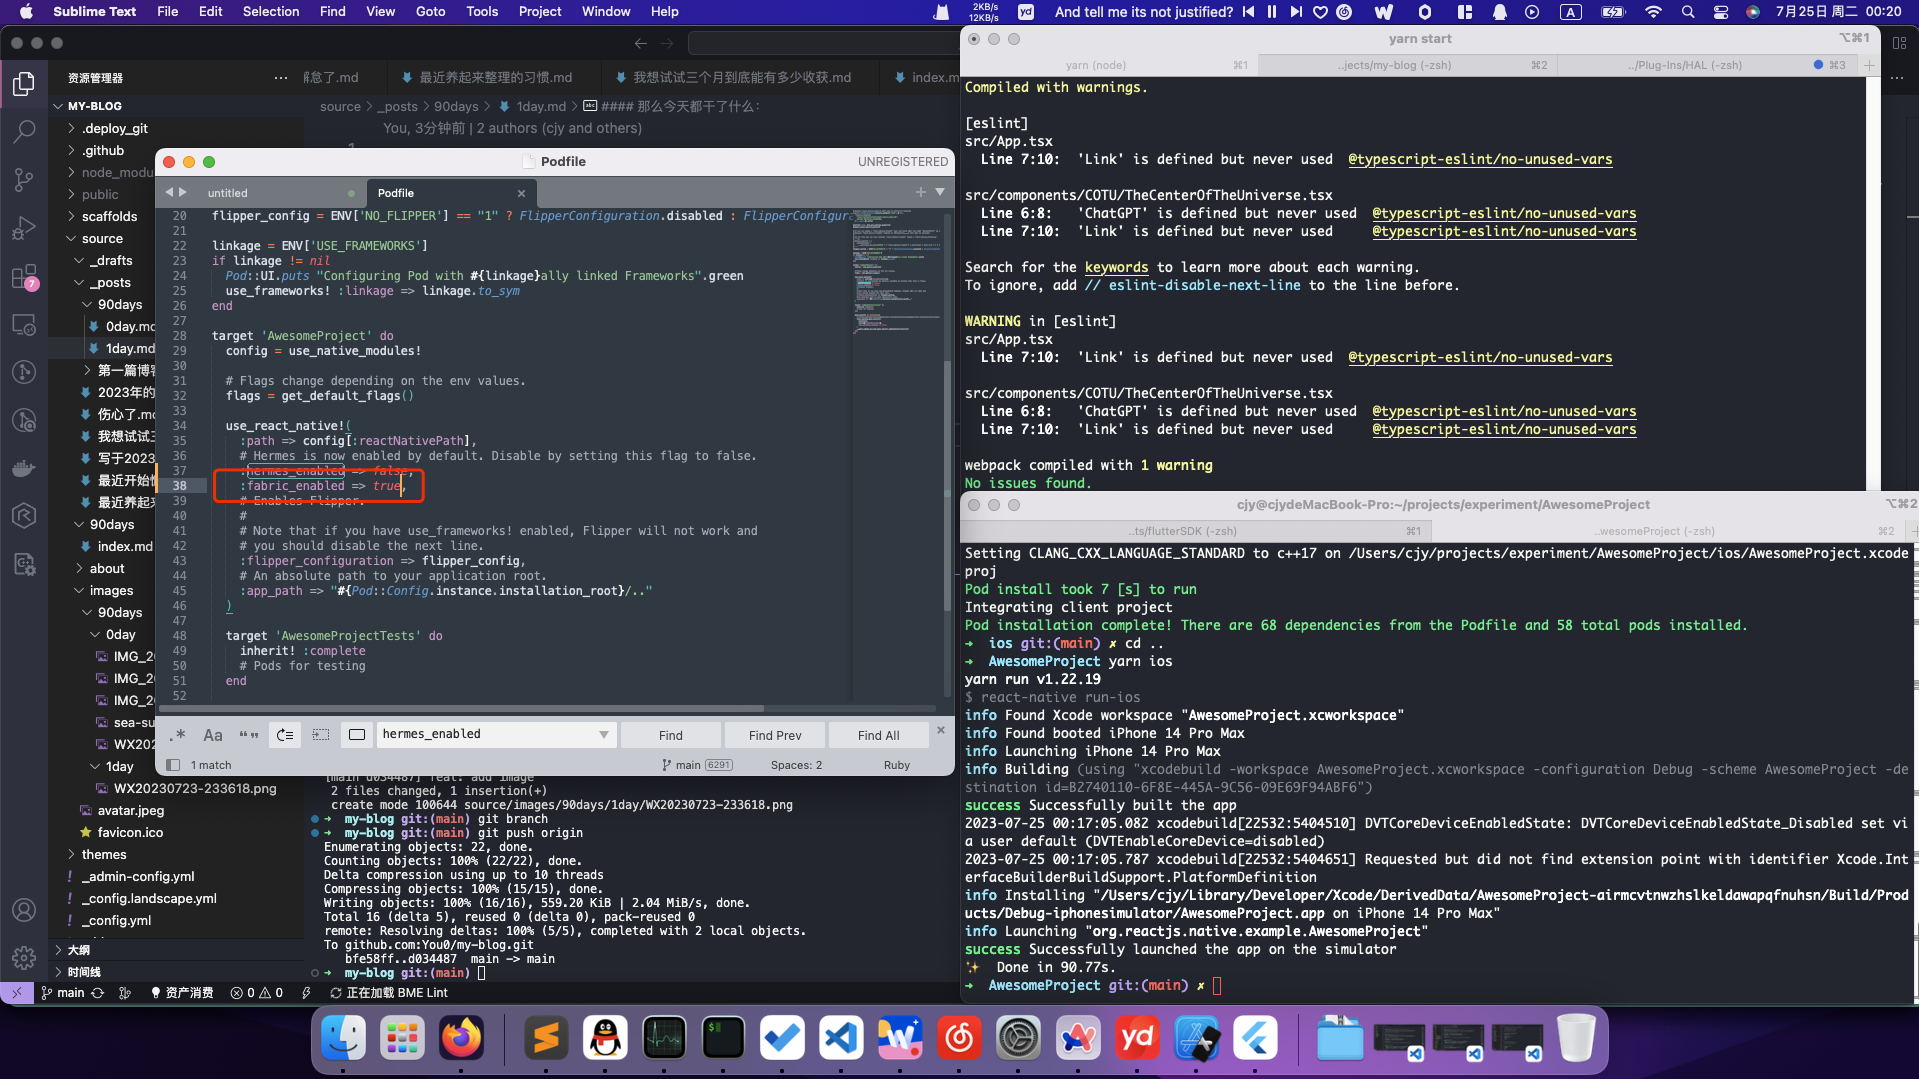 Sublime Text File Edit Selection Find View Goto Tools Project Window Help
2KB/s
12KB/s
And tell me its not justified?
7月25日 周二 00:20
资源管理器
MY-BLOG
.deploy_git
.github
node_modu
public
scaffolds
source
_drafts
_posts
90days
0day.md
1day.md
第一篇博客
2023年的
伤心了.md
我想试试三
写于2023
最近开始忙
最近养起来
90days
index.md
about
images
90days
0day
IMG_20
IMG_20
IMG_20
sea-su
WX202
1day
WX20230723-233618.png
avatar.jpeg
favicon.ico
themes
_admin-config.yml
_config.landscape.yml
_config.yml
大纲
时间线
main
资产消费
0 0
正在加载 BME Lint
怠了.md
最近养起来整理的习惯.md
我想试试三个月到底能有多少收获.md
index.m
source > _posts > 90days > 1day.md > #### 那么今天都干了什么：
You, 3分钟前 | 2 authors (cjy and others)
Podfile
UNREGISTERED
untitled
Podfile
20 flipper_config = ENV['NO_FLIPPER'] == "1" ? FlipperConfiguration.disabled : FlipperConfigura
21
22 linkage = ENV['USE_FRAMEWORKS']
23 if linkage != nil
24 Pod::UI.puts "Configuring Pod with #{linkage}ally linked Frameworks".green
25 use_frameworks! :linkage => linkage.to_sym
26 end
27
28 target 'AwesomeProject' do
29 config = use_native_modules!
30
31 # Flags change depending on the env values.
32 flags = get_default_flags()
33
34 use_react_native!(
35 :path => config[:reactNativePath],
36 # Hermes is now enabled by default. Disable by setting this flag to false.
37 :hermes_enabled => false,
38 :fabric_enabled => true,
39 # Enables Flipper.
40 #
41 # Note that if you have use_frameworks! enabled, Flipper will not work and
42 # you should disable the next line.
43 :flipper_configuration => flipper_config,
44 # An absolute path to your application root.
45 :app_path => "#{Pod::Config.instance.installation_root}/.."
46 )
47
48 target 'AwesomeProjectTests' do
49 inherit! :complete
50 # Pods for testing
51 end
52
hermes_enabled
Find
Find Prev
Find All
1 match
main 6291
Spaces: 2
Ruby
[main d034487] feat: add image
2 files changed, 1 insertion(+)
create mode 100644 source/images/90days/1day/WX20230723-233618.png
➜ my-blog git:(main) git branch
➜ my-blog git:(main) git push origin
Enumerating objects: 22, done.
Counting objects: 100% (22/22), done.
Delta compression using up to 10 threads
Compressing objects: 100% (15/15), done.
Writing objects: 100% (16/16), 559.20 KiB | 2.04 MiB/s, done.
Total 16 (delta 5), reused 0 (delta 0), pack-reused 0
remote: Resolving deltas: 100% (5/5), completed with 2 local objects.
To github.com:You0/my-blog.git
bfe58ff..d034487 main -> main
➜ my-blog git:(main)
yarn start
⌥⌘1
yarn (node) ⌘1
..jects/my-blog (-zsh) ⌘2
../Plug-Ins/HAL (-zsh) ⌘3
Compiled with warnings.
[eslint]
src/App.tsx
Line 7:10: 'Link' is defined but never used @typescript-eslint/no-unused-vars
src/components/COTU/TheCenterOfTheUniverse.tsx
Line 6:8: 'ChatGPT' is defined but never used @typescript-eslint/no-unused-vars
Line 7:10: 'Link' is defined but never used @typescript-eslint/no-unused-vars
Search for the keywords to learn more about each warning.
To ignore, add // eslint-disable-next-line to the line before.
WARNING in [eslint]
src/App.tsx
Line 7:10: 'Link' is defined but never used @typescript-eslint/no-unused-vars
src/components/COTU/TheCenterOfTheUniverse.tsx
Line 6:8: 'ChatGPT' is defined but never used @typescript-eslint/no-unused-vars
Line 7:10: 'Link' is defined but never used @typescript-eslint/no-unused-vars
webpack compiled with 1 warning
No issues found.
cjy@cjydeMacBook-Pro:~/projects/experiment/AwesomeProject
⌥⌘2
..ts/flutterSDK (-zsh) ⌘1
..wesomeProject (-zsh) ⌘2
Setting CLANG_CXX_LANGUAGE_STANDARD to c++17 on /Users/cjy/projects/experiment/AwesomeProject/ios/AwesomeProject.xcode
proj
Pod install took 7 [s] to run
Integrating client project
Pod installation complete! There are 68 dependencies from the Podfile and 58 total pods installed.
➜ ios git:(main) ✗ cd ..
➜ AwesomeProject yarn ios
yarn run v1.22.19
$ react-native run-ios
info Found Xcode workspace "AwesomeProject.xcworkspace"
info Found booted iPhone 14 Pro Max
info Launching iPhone 14 Pro Max
info Building (using "xcodebuild -workspace AwesomeProject.xcworkspace -configuration Debug -scheme AwesomeProject -de
stination id=B2740110-6F8E-445A-9C56-09E69F94ABF6")
success Successfully built the app
2023-07-25 00:17:05.082 xcodebuild[22532:5404510] DVTCoreDeviceEnabledState: DVTCoreDeviceEnabledState_Disabled set vi
a user default (DVTEnableCoreDevice=disabled)
2023-07-25 00:17:05.787 xcodebuild[22532:5404651] Requested but did not find extension point with identifier Xcode.Int
erfaceBuilderBuildSupport.PlatformDefinition
info Installing "/Users/cjy/Library/Developer/Xcode/DerivedData/AwesomeProject-airmcvtnwzhslkeldawapqfnuhsn/Build/Prod
ucts/Debug-iphonesimulator/AwesomeProject.app on iPhone 14 Pro Max"
info Launching "org.reactjs.native.example.AwesomeProject"
success Successfully launched the app on the simulator
✨ Done in 90.77s.
➜ AwesomeProject git:(main) ✗